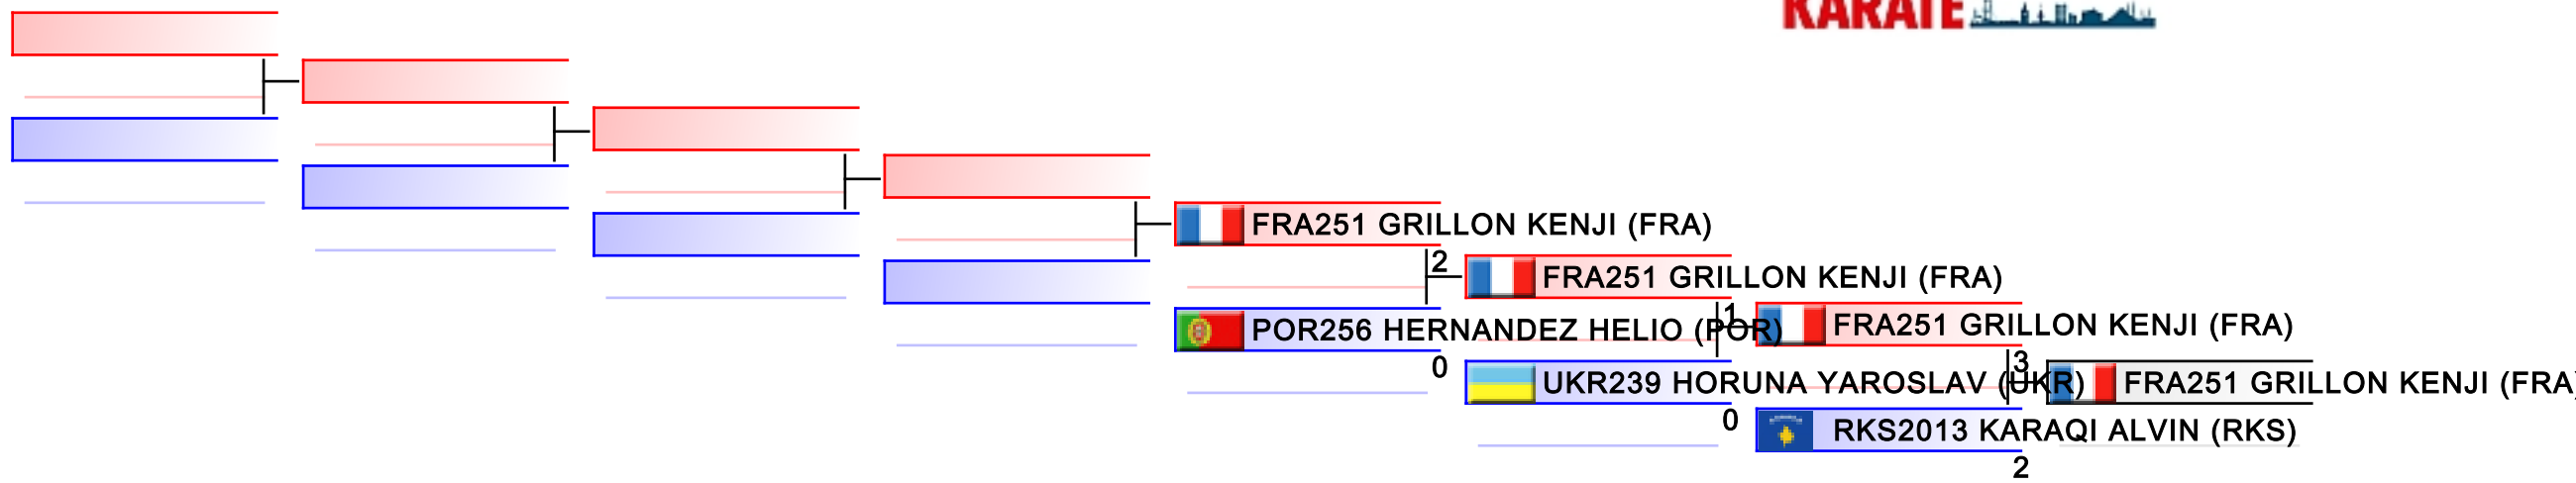 KARATE
FRA251 GRILLON KENJI (FRA)
2
FRA251 GRILLON KENJI (FRA)
POR256 HERNANDEZ HELIO (POR)
0
1
FRA251 GRILLON KENJI (FRA)
UKR239 HORUNA YAROSLAV (UKR)
0
3
FRA251 GRILLON KENJI (FRA)
RKS2013 KARAQI ALVIN (RKS)
2